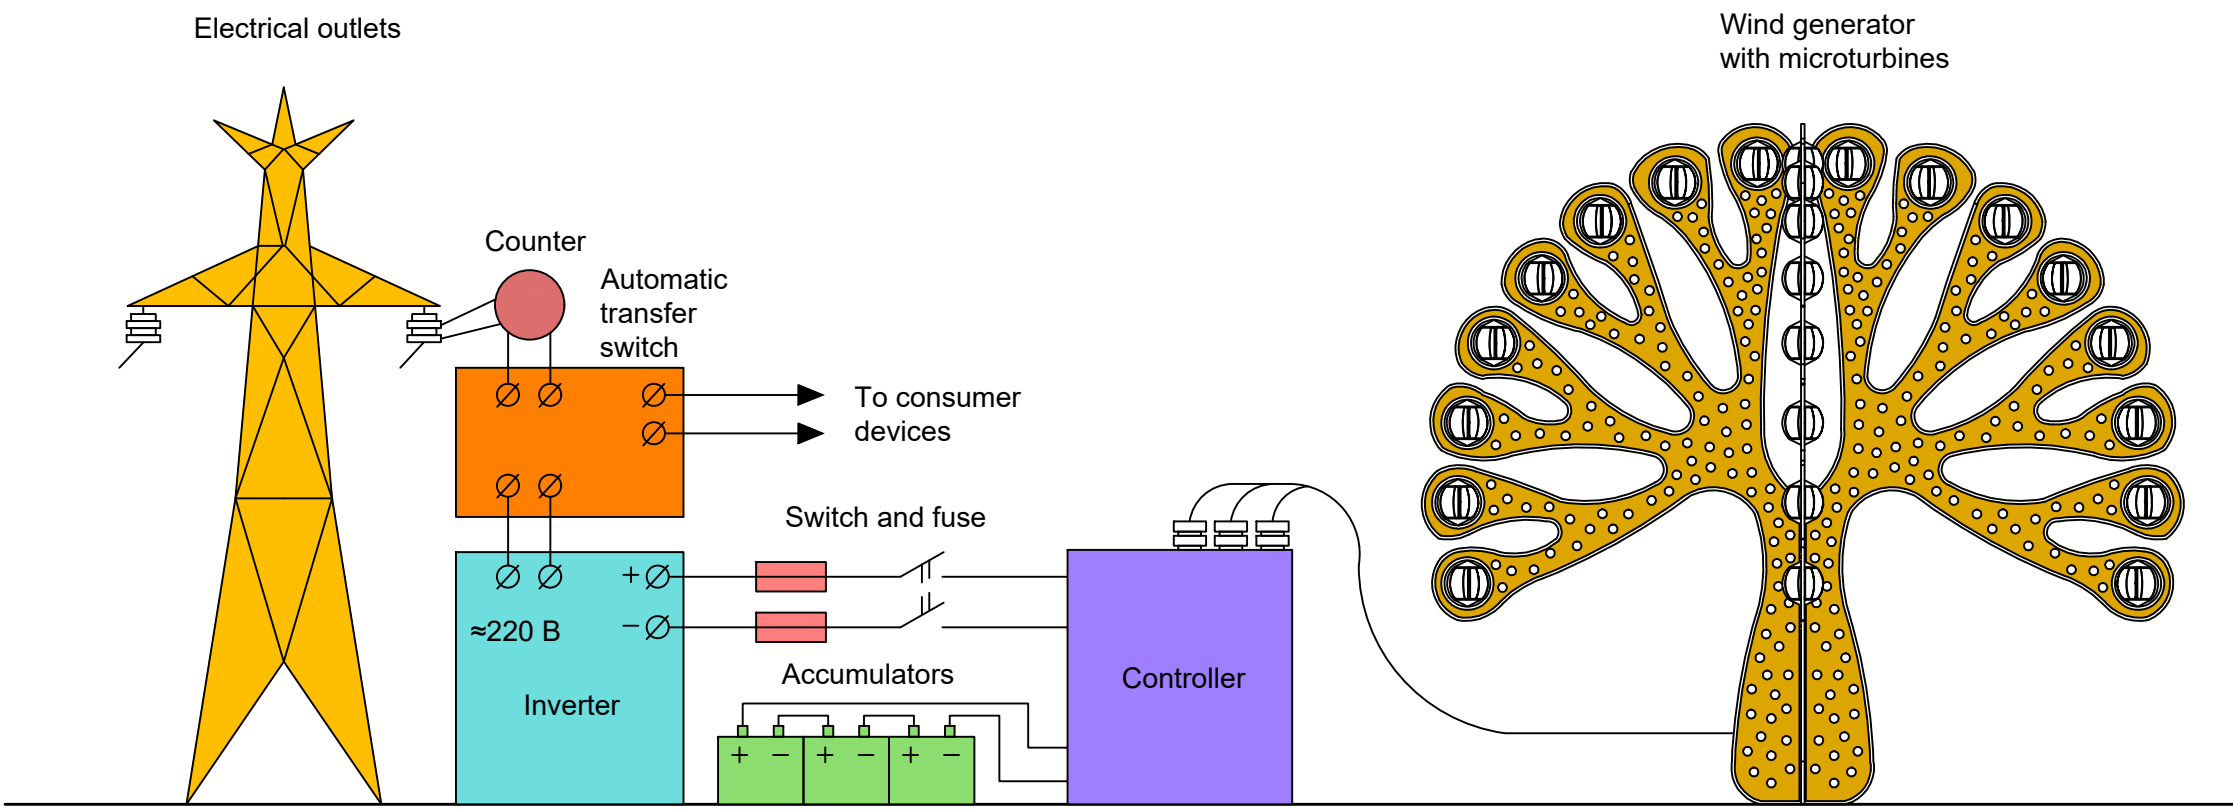 Electrical outlets
Wind generator
with microturbines
Counter
Automatic
transfer
switch
To consumer
devices
Switch and fuse
+
−
≈220 В
Inverter
Accumulators
+ − + − + −
Controller